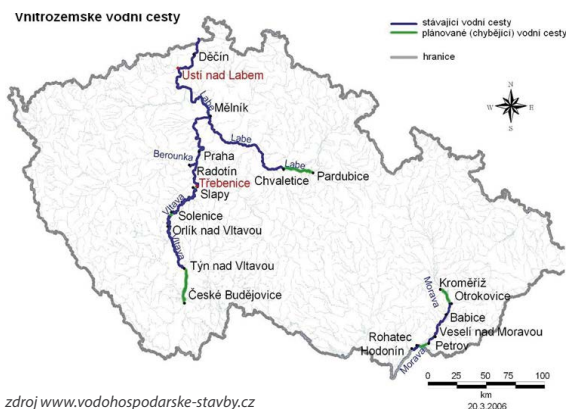 Vnitrozemské vodní cesty
stávající vodní cesty
plánované (chybějící) vodní cesty
hranice
N
W E
S
Děčín
Ústí nad Labem
Labe
Mělník
Labe
Berounka
Praha
Labe
Radotín
Chvaletice
Pardubice
Třebenice
Slapy
Vltava
Solenice
Orlík nad Vltavou
Vltava
Týn nad Vltavou
České Budějovice
Kroměříž
Morava
Otrokovice
Babice
Veselí nad Moravou
Rohatec
Petrov
Hodonín
Morava
0 25 50 75 100
km
20.3.2006
zdroj www.vodohospodarske-stavby.cz